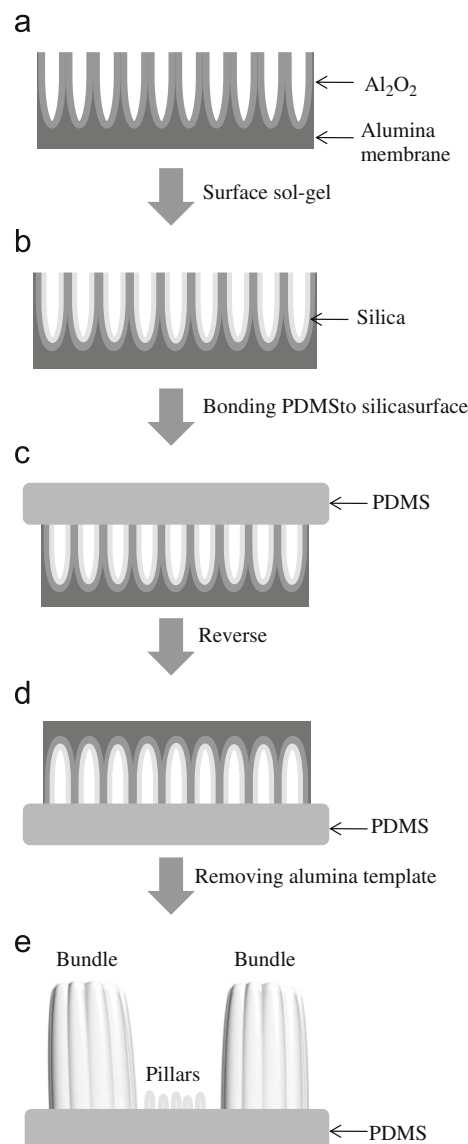 a
Al₂O₂
Alumina
membrane
Surface sol-gel
b
Silica
Bonding PDMSto silicasurface
c
PDMS
Reverse
d
PDMS
Removing alumina template
e
Bundle
Bundle
Pillars
PDMS